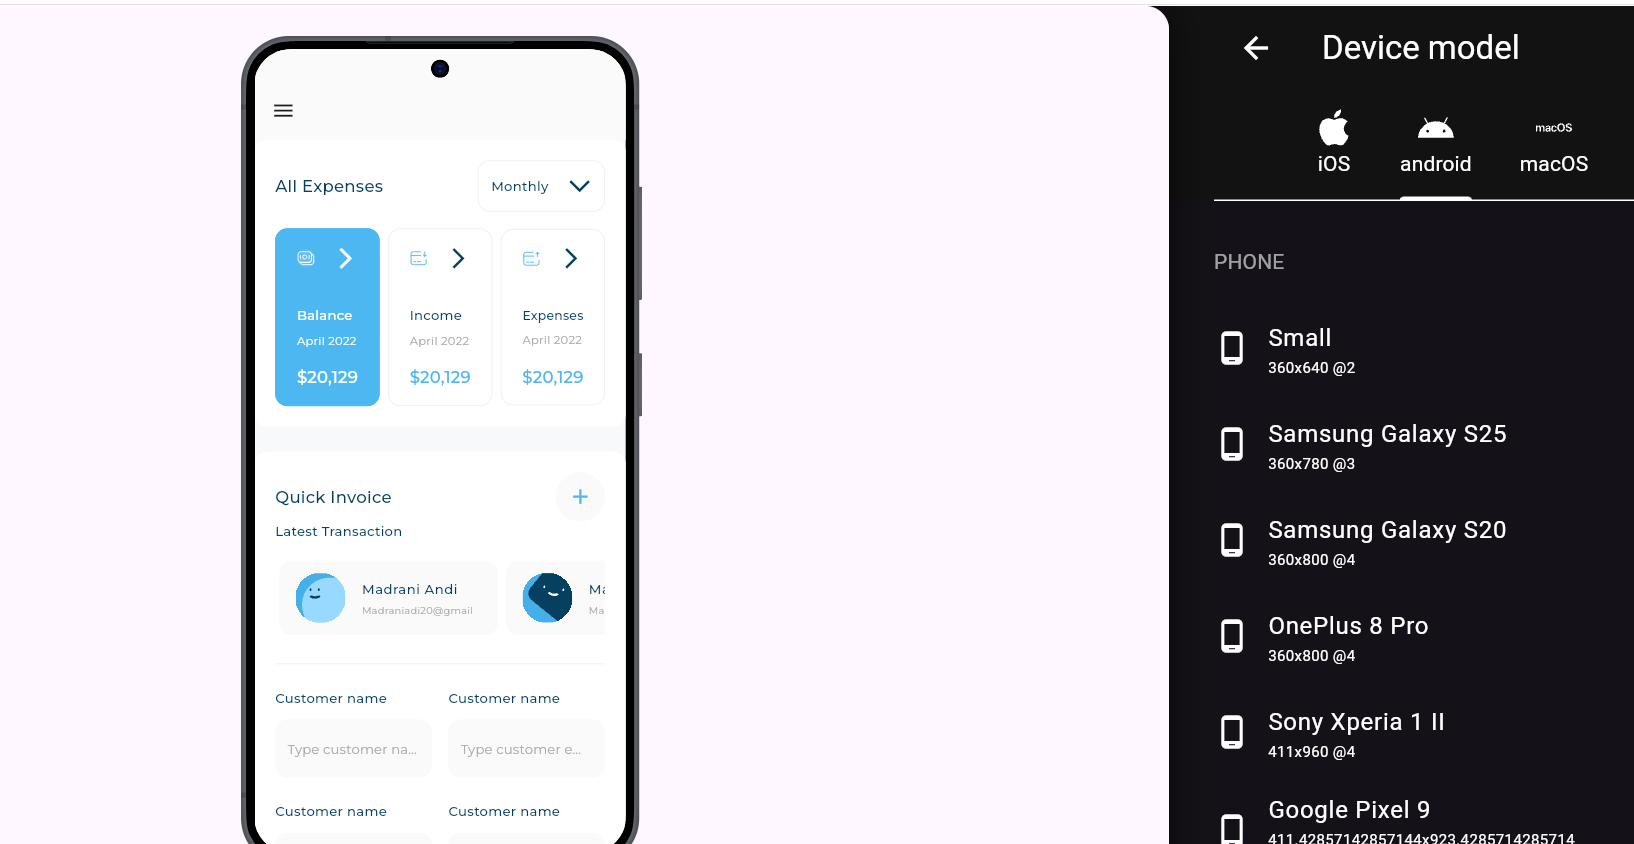 All Expenses
Monthly
Balance
April 2022
$20,129
Income
April 2022
$20,129
Expenses
April 2022
$20,129
Quick Invoice
Latest Transaction
Madrani Andi
Madraniadi20@gmail
Ma
Ma
Customer name
Customer name
Type customer na...
Type customer e...
Customer name
Customer name
Device model
iOS
android
macOS
macOS
PHONE
Small
360x640 @2
Samsung Galaxy S25
360x780 @3
Samsung Galaxy S20
360x800 @4
OnePlus 8 Pro
360x800 @4
Sony Xperia 1 II
411x960 @4
Google Pixel 9
411.42857142857144x923.4285714285714